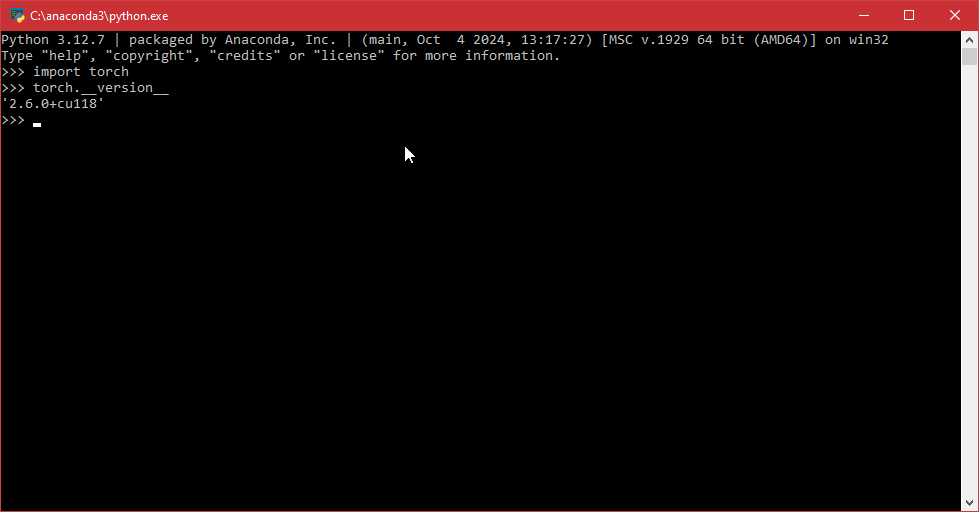 C:\anaconda3\python.exe
Python 3.12.7 | packaged by Anaconda, Inc. | (main, Oct  4 2024, 13:17:27) [MSC v.1929 64 bit (AMD64)] on win32
Type "help", "copyright", "credits" or "license" for more information.
>>> import torch
>>> torch.__version__
'2.6.0+cu118'
>>>